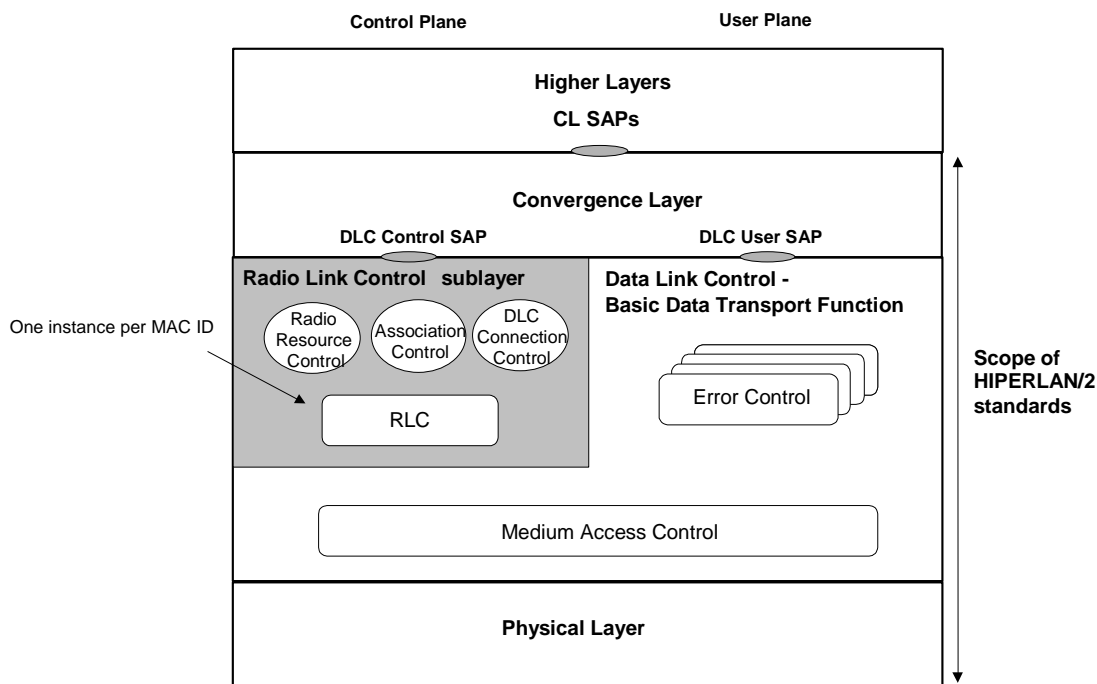 Control Plane
User Plane
Higher Layers
CL SAPs
Convergence Layer
DLC Control SAP
DLC User SAP
Radio Link Control sublayer
Data Link Control -
Basic Data Transport Function
Radio
Resource
Control
Association
Control
DLC
Connection
Control
One instance per MAC ID
Error Control
RLC
Scope of
HIPERLAN/2
standards
Medium Access Control
Physical Layer